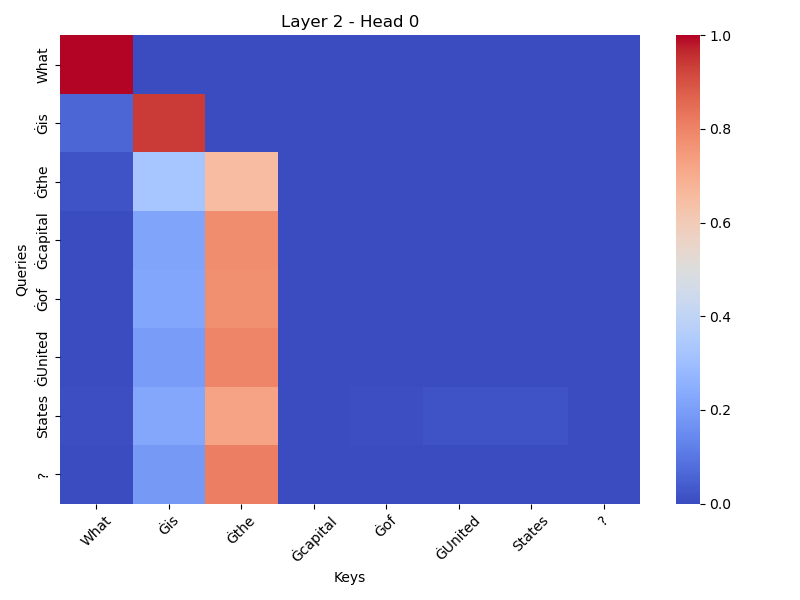 Layer 2 - Head 0
Queries
What
Ġis
Ġthe
Ġcapital
Ġof
ĠUnited
States
?
What
Ġis
Ġthe
Ġcapital
Ġof
ĠUnited
States
?
Keys
1.0
0.8
0.6
0.4
0.2
0.0